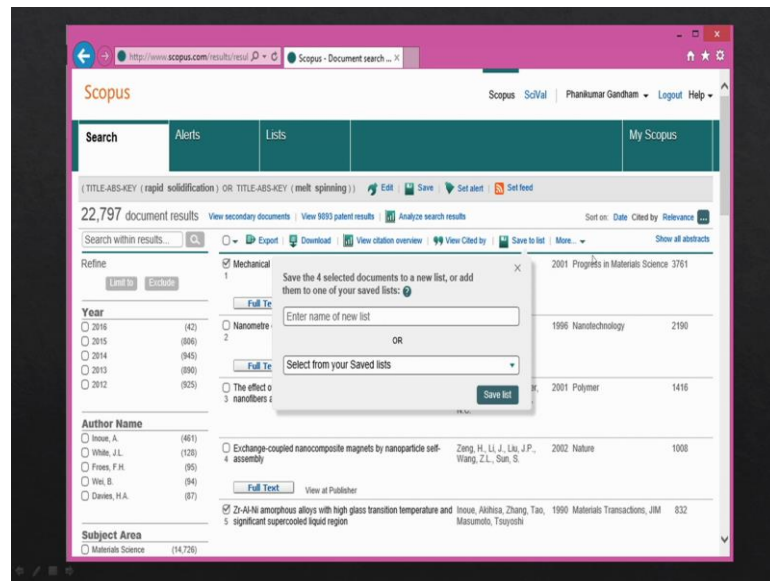 http://www.scopus.com/results/resul
Scopus - Document search ... ×
Scopus
Scopus SciVal | Phanikumar Gandham Logout Help
Search Alerts Lists My Scopus
( TITLE-ABS-KEY ( rapid solidification ) OR TITLE-ABS-KEY ( melt spinning ) ) Edit | Save | Set alert | Set feed
22,797 document results View secondary documents | View 9893 patent results | Analyze search results Sort on: Date Cited by Relevance ...
Search within results... Export | Download | View citation overview | View Cited by | Save to list | More... Show all abstracts
Refine
Limit to Exclude
Year
2016 (42)
2015 (806)
2014 (945)
2013 (890)
2012 (925)
Author Name
Inoue, A. (461)
White, J.L. (128)
Froes, F.H. (95)
Wei, B. (94)
Davies, H.A. (87)
Subject Area
Materials Science (14,726)
Mechanical 2001 Progress in Materials Science 3761
1
Full Te
Save the 4 selected documents to a new list, or add
them to one of your saved lists: ?
Enter name of new list
OR
Select from your Saved lists
Save list
Nanometre 1996 Nanotechnology 2190
2
Full Te
The effect o 2001 Polymer 1416
3 nanofibers a
Exchange-coupled nanocomposite magnets by nanoparticle self- Zeng, H., Li, J., Liu, J.P., 2002 Nature 1008
4 assembly Wang, Z.L., Sun, S.
Full Text View at Publisher
Zr-Al-Ni amorphous alloys with high glass transition temperature and Inoue, Akihisa, Zhang, Tao, 1990 Materials Transactions, JIM 832
5 significant supercooled liquid region Masumoto, Tsuyoshi